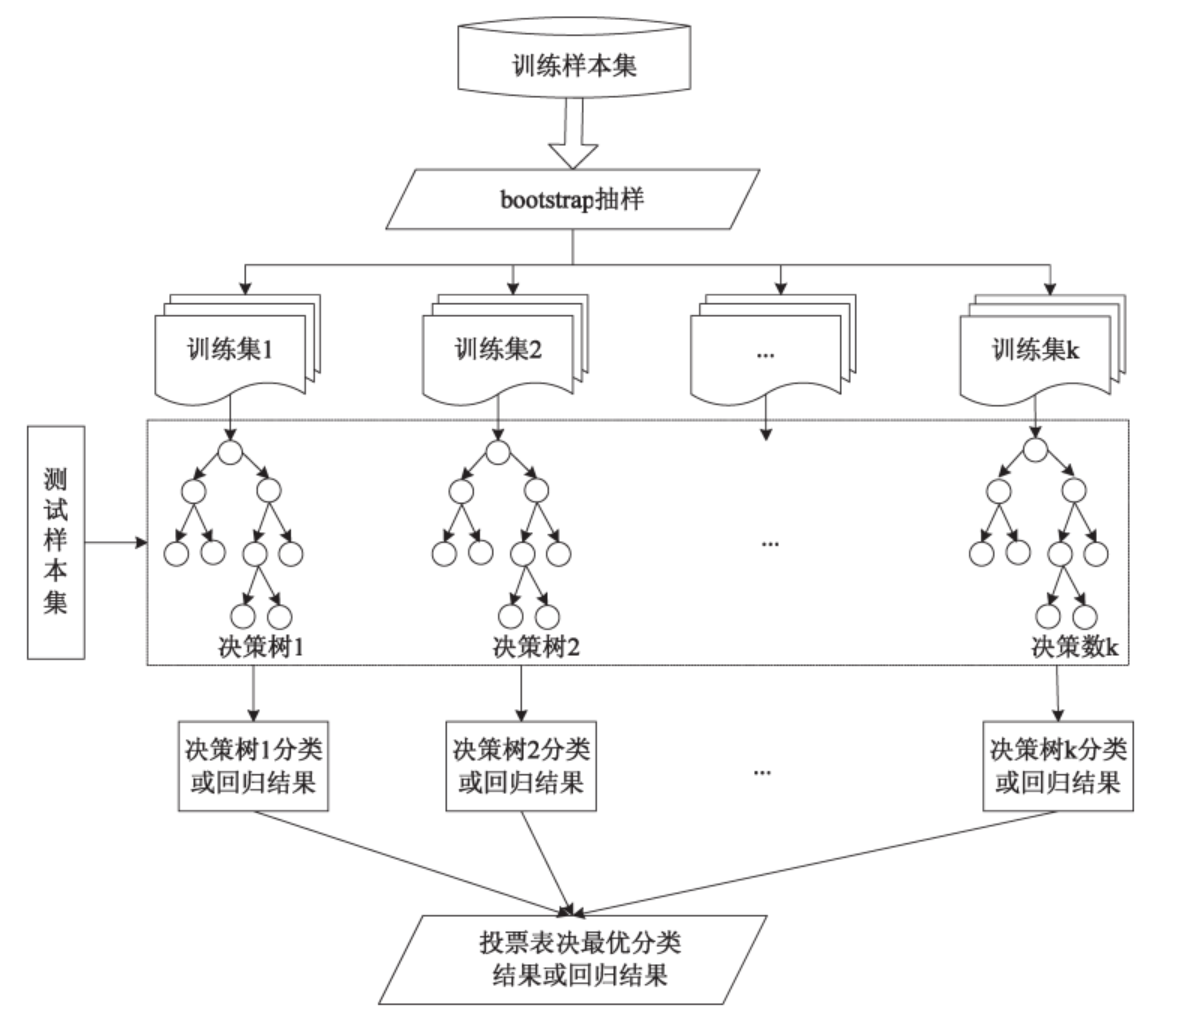 训练样本集
bootstrap抽样
训练集1
训练集2
...
训练集k
测
试
样
本
集
...
决策树1
决策树2
决策数k
决策树1分类
或回归结果
决策树2分类
或回归结果
...
决策树k分类
或回归结果
投票表决最优分类
结果或回归结果